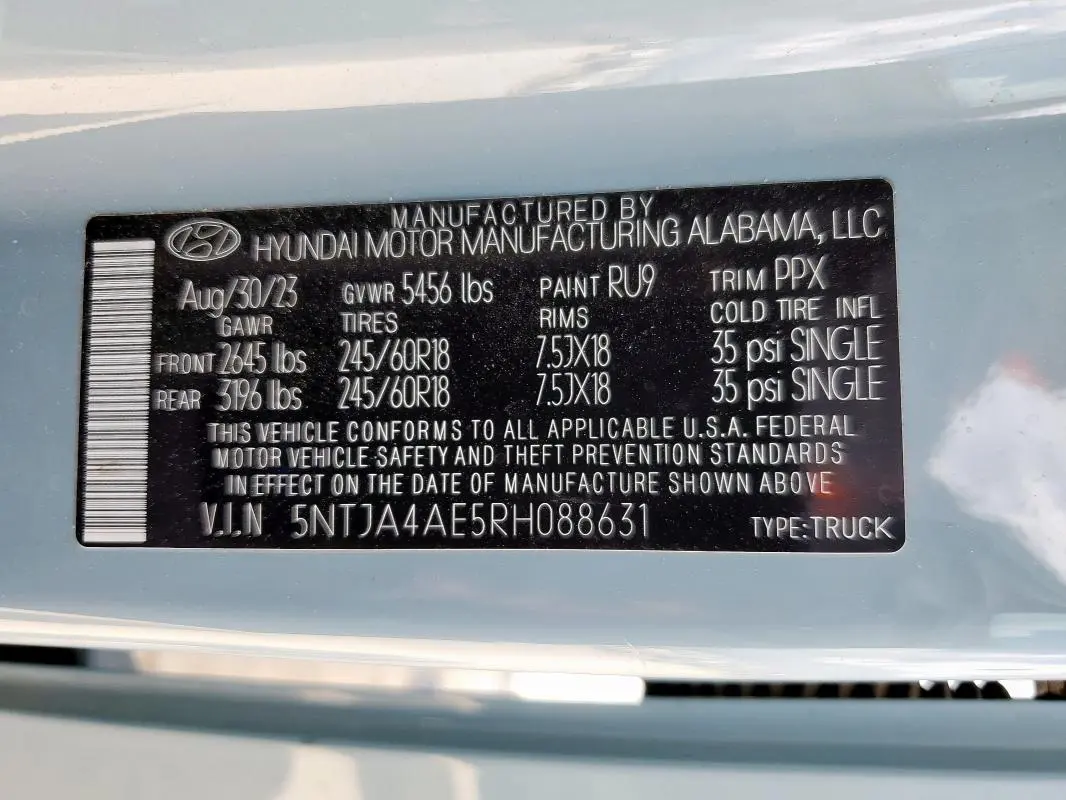 MANUFACTURED BY
HYUNDAI MOTOR MANUFACTURING ALABAMA, LLC
Aug/30/23 GVWR 5456 lbs PAINT RU9 TRIM PPX
GAWR TIRES RIMS COLD TIRE INFL
FRONT 2645 lbs 245/60R18 7.5JX18 35 psi SINGLE
REAR 3196 lbs 245/60R18 7.5JX18 35 psi SINGLE
THIS VEHICLE CONFORMS TO ALL APPLICABLE U.S.A. FEDERAL
MOTOR VEHICLE SAFETY AND THEFT PREVENTION STANDARDS
IN EFFECT ON THE DATE OF MANUFACTURE SHOWN ABOVE
V.I.N 5NTJA4AE5RH088631 TYPE:TRUCK